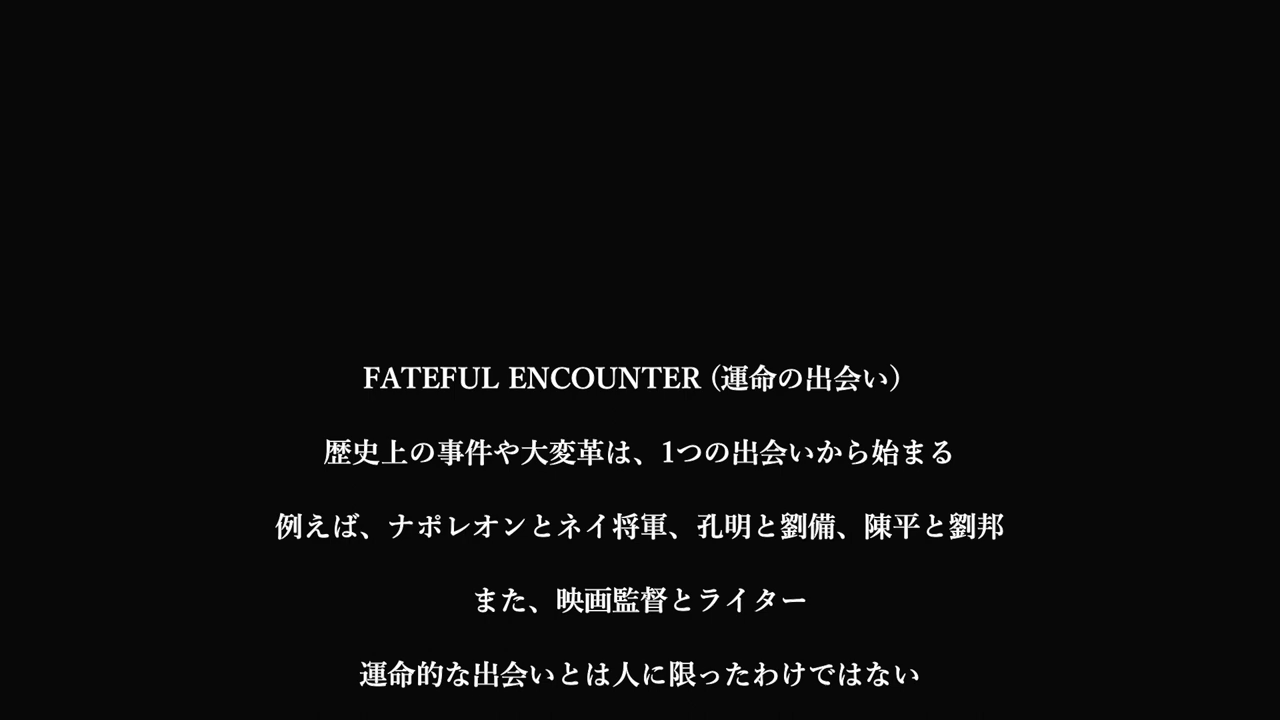 FATEFUL ENCOUNTER (運命の出会い)
歴史上の事件や大変革は、1つの出会いから始まる
例えば、ナポレオンとネイ将軍、孔明と劉備、陳平と劉邦
また、映画監督とライター
運命的な出会いとは人に限ったわけではない